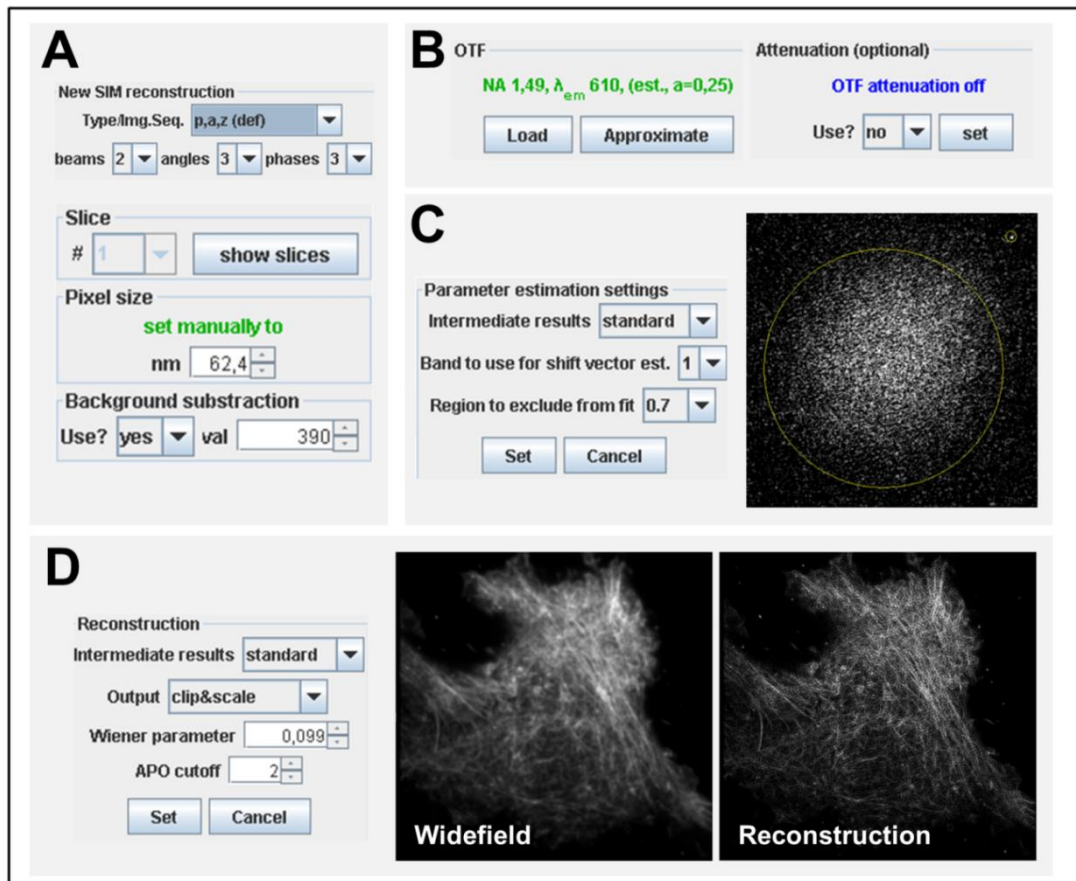 A
New SIM reconstruction
Type/Img.Seq. p,a,z (def)
beams 2 angles 3 phases 3
Slice
# 1 show slices
Pixel size
set manually to
nm 62,4
Background substraction
Use? yes val 390
B
OTF
NA 1,49, λem 610, (est., a=0,25)
Load Approximate
Attenuation (optional)
OTF attenuation off
Use? no set
C
Parameter estimation settings
Intermediate results standard
Band to use for shift vector est. 1
Region to exclude from fit 0.7
Set Cancel
D
Reconstruction
Intermediate results standard
Output clip&scale
Wiener parameter 0,099
APO cutoff 2
Set Cancel
Widefield
Reconstruction